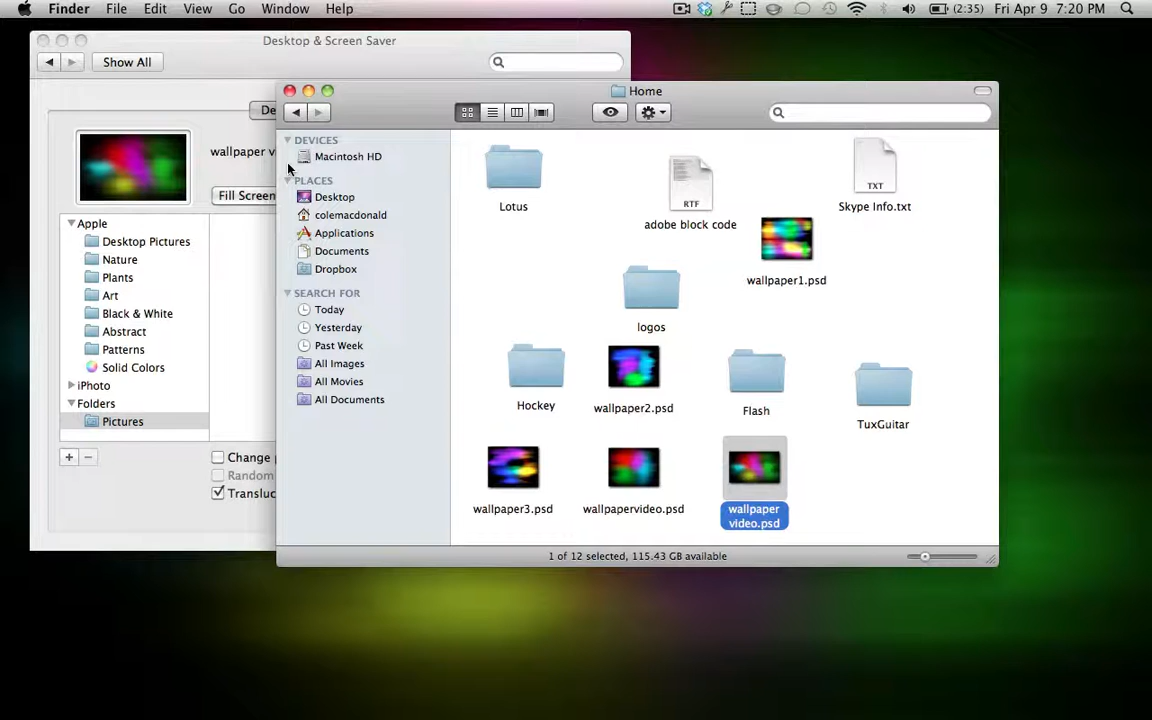 Finder File Edit View Go Window Help (2:35) Fri Apr 9 7:20 PM
Desktop & Screen Saver
Show All
Home
De
wallpaper v
Fill Screen
Apple
Desktop Pictures
Nature
Plants
Art
Black & White
Abstract
Patterns
Solid Colors
iPhoto
Folders
Pictures
+ −
Change
Random
Transluc
DEVICES
Macintosh HD
PLACES
Desktop
colemacdonald
Applications
Documents
Dropbox
SEARCH FOR
Today
Yesterday
Past Week
All Images
All Movies
All Documents
Lotus
RTF
adobe block code
TXT
Skype Info.txt
wallpaper1.psd
logos
Hockey
wallpaper2.psd
Flash
TuxGuitar
wallpaper3.psd
wallpapervideo.psd
wallpaper
video.psd
1 of 12 selected, 115.43 GB available